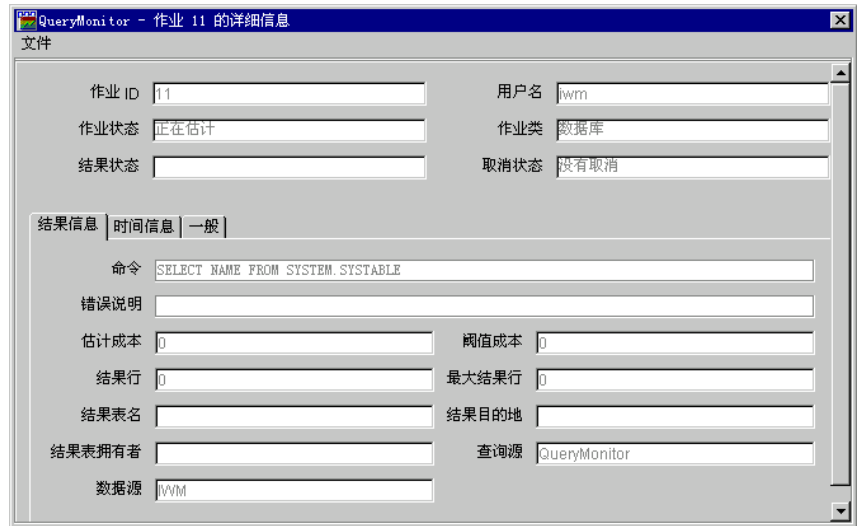 QueryMonitor - 作业 11 的详细信息
文件
作业 ID 11 用户名 iwm
作业状态 正在估计 作业类 数据库
结果状态 取消状态 没有取消
结果信息 时间信息 一般
命令 SELECT NAME FROM SYSTEM.SYSTABLE
错误说明
估计成本 0 阈值成本 0
结果行 0 最大结果行 0
结果表名 结果目的地
结果表拥有者 查询源 QueryMonitor
数据源 IWM